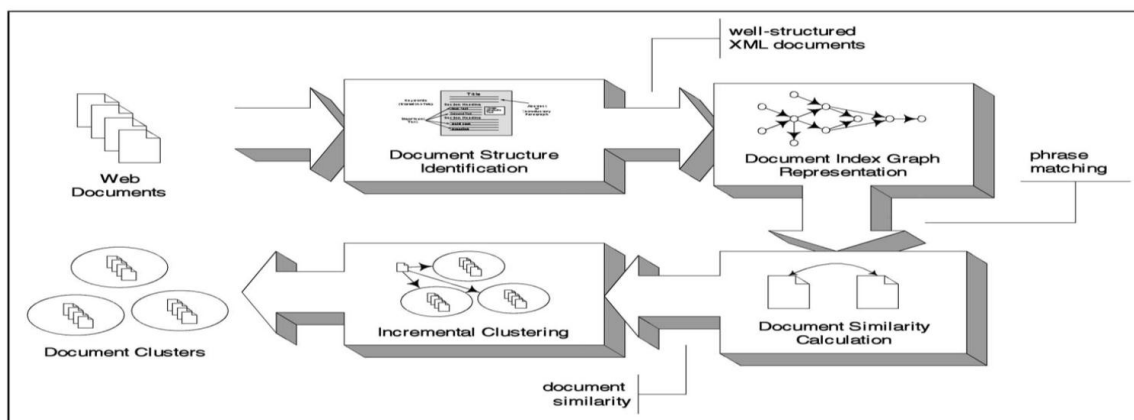 well-structured
XML documents
Title
Document Structure
Identification
Document Index Graph
Representation
Web
Documents
phrase
matching
Document Clusters
Incremental Clustering
Document Similarity
Calculation
document
similarity